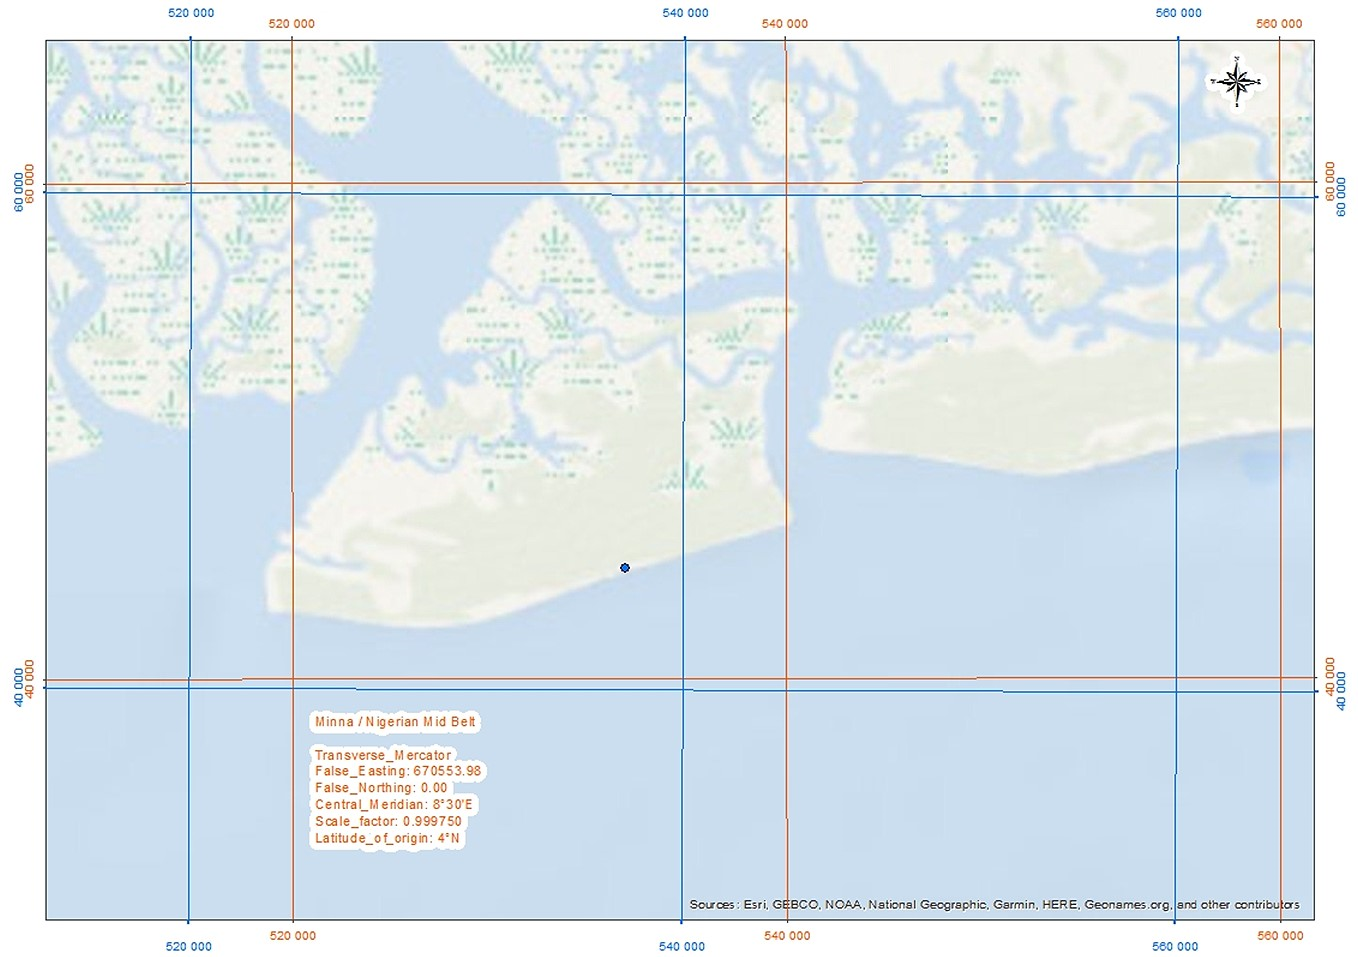 520 000 540 000 560 000
520 000 540 000 560 000
N
W E
S
60 000 60 000 60 000 60 000
40 000 40 000 40 000 40 000
Minna / Nigerian Mid Belt
Transverse_Mercator
False_Easting: 670553.98
False_Northing: 0.00
Central_Meridian: 8°30'E
Scale_factor: 0.999750
Latitude_of_origin: 4°N
Sources: Esri, GEBCO, NOAA, National Geographic, Garmin, HERE, Geonames.org, and other contributors
520 000 540 000 560 000
520 000 540 000 560 000